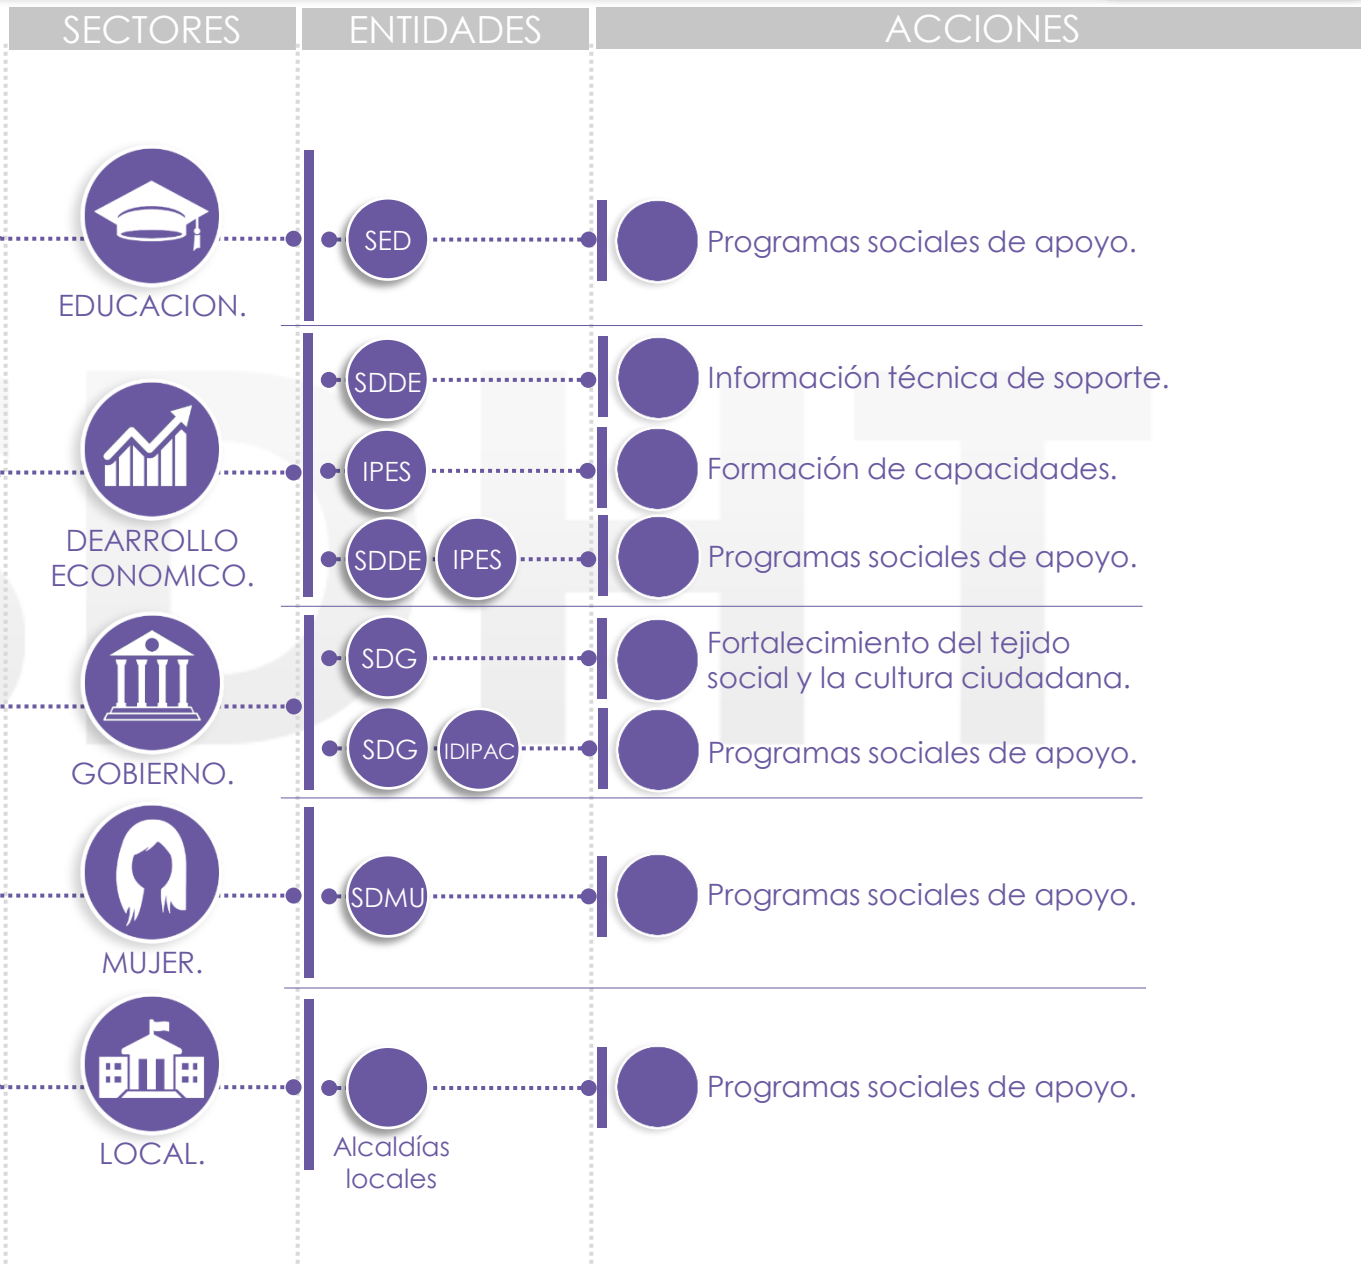 SECTORES
ENTIDADES
ACCIONES
EDUCACION.
SED
Programas sociales de apoyo.
DEARROLLO
ECONOMICO.
SDDE
Información técnica de soporte.
IPES
Formación de capacidades.
SDDE
IPES
Programas sociales de apoyo.
GOBIERNO.
SDG
Fortalecimiento del tejido
social y la cultura ciudadana.
SDG
IDIPAC
Programas sociales de apoyo.
MUJER.
SDMU
Programas sociales de apoyo.
LOCAL.
Alcaldías
locales
Programas sociales de apoyo.
SDHT